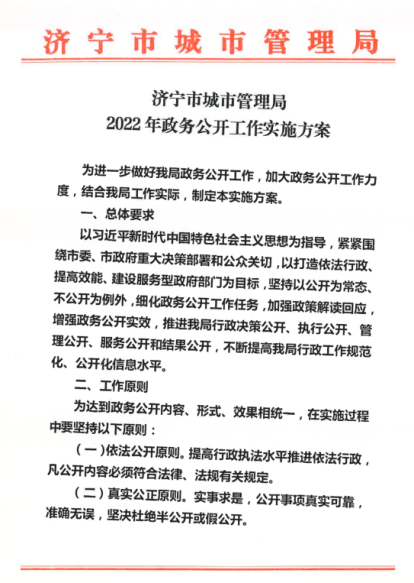 济宁市城市管理局
济宁市城市管理局
2022年政务公开工作实施方案
为进一步做好我局政务公开工作，加大政务公开工作力
度，结合我局工作实际，制定本实施方案。
一、总体要求
以习近平新时代中国特色社会主义思想为指导，紧紧围
绕市委、市政府重大决策部署和公众关切，以打造依法行政、
提高效能、建设服务型政府部门为目标，坚持以公开为常态、
不公开为例外，细化政务公开工作任务，加强政策解读回应，
增强政务公开实效，推进我局行政决策公开、执行公开、管
理公开、服务公开和结果公开，不断提高我局行政工作规范
化、公开化信息水平。
二、工作原则
为达到政务公开内容、形式、效果相统一，在实施过程
中要坚持以下原则：
（一）依法公开原则。提高行政执法水平推进依法行政，
凡公开内容必须符合法律、法规有关规定。
（二）真实公正原则。实事求是，公开事项真实可靠，
准确无误，坚决杜绝半公开或假公开。